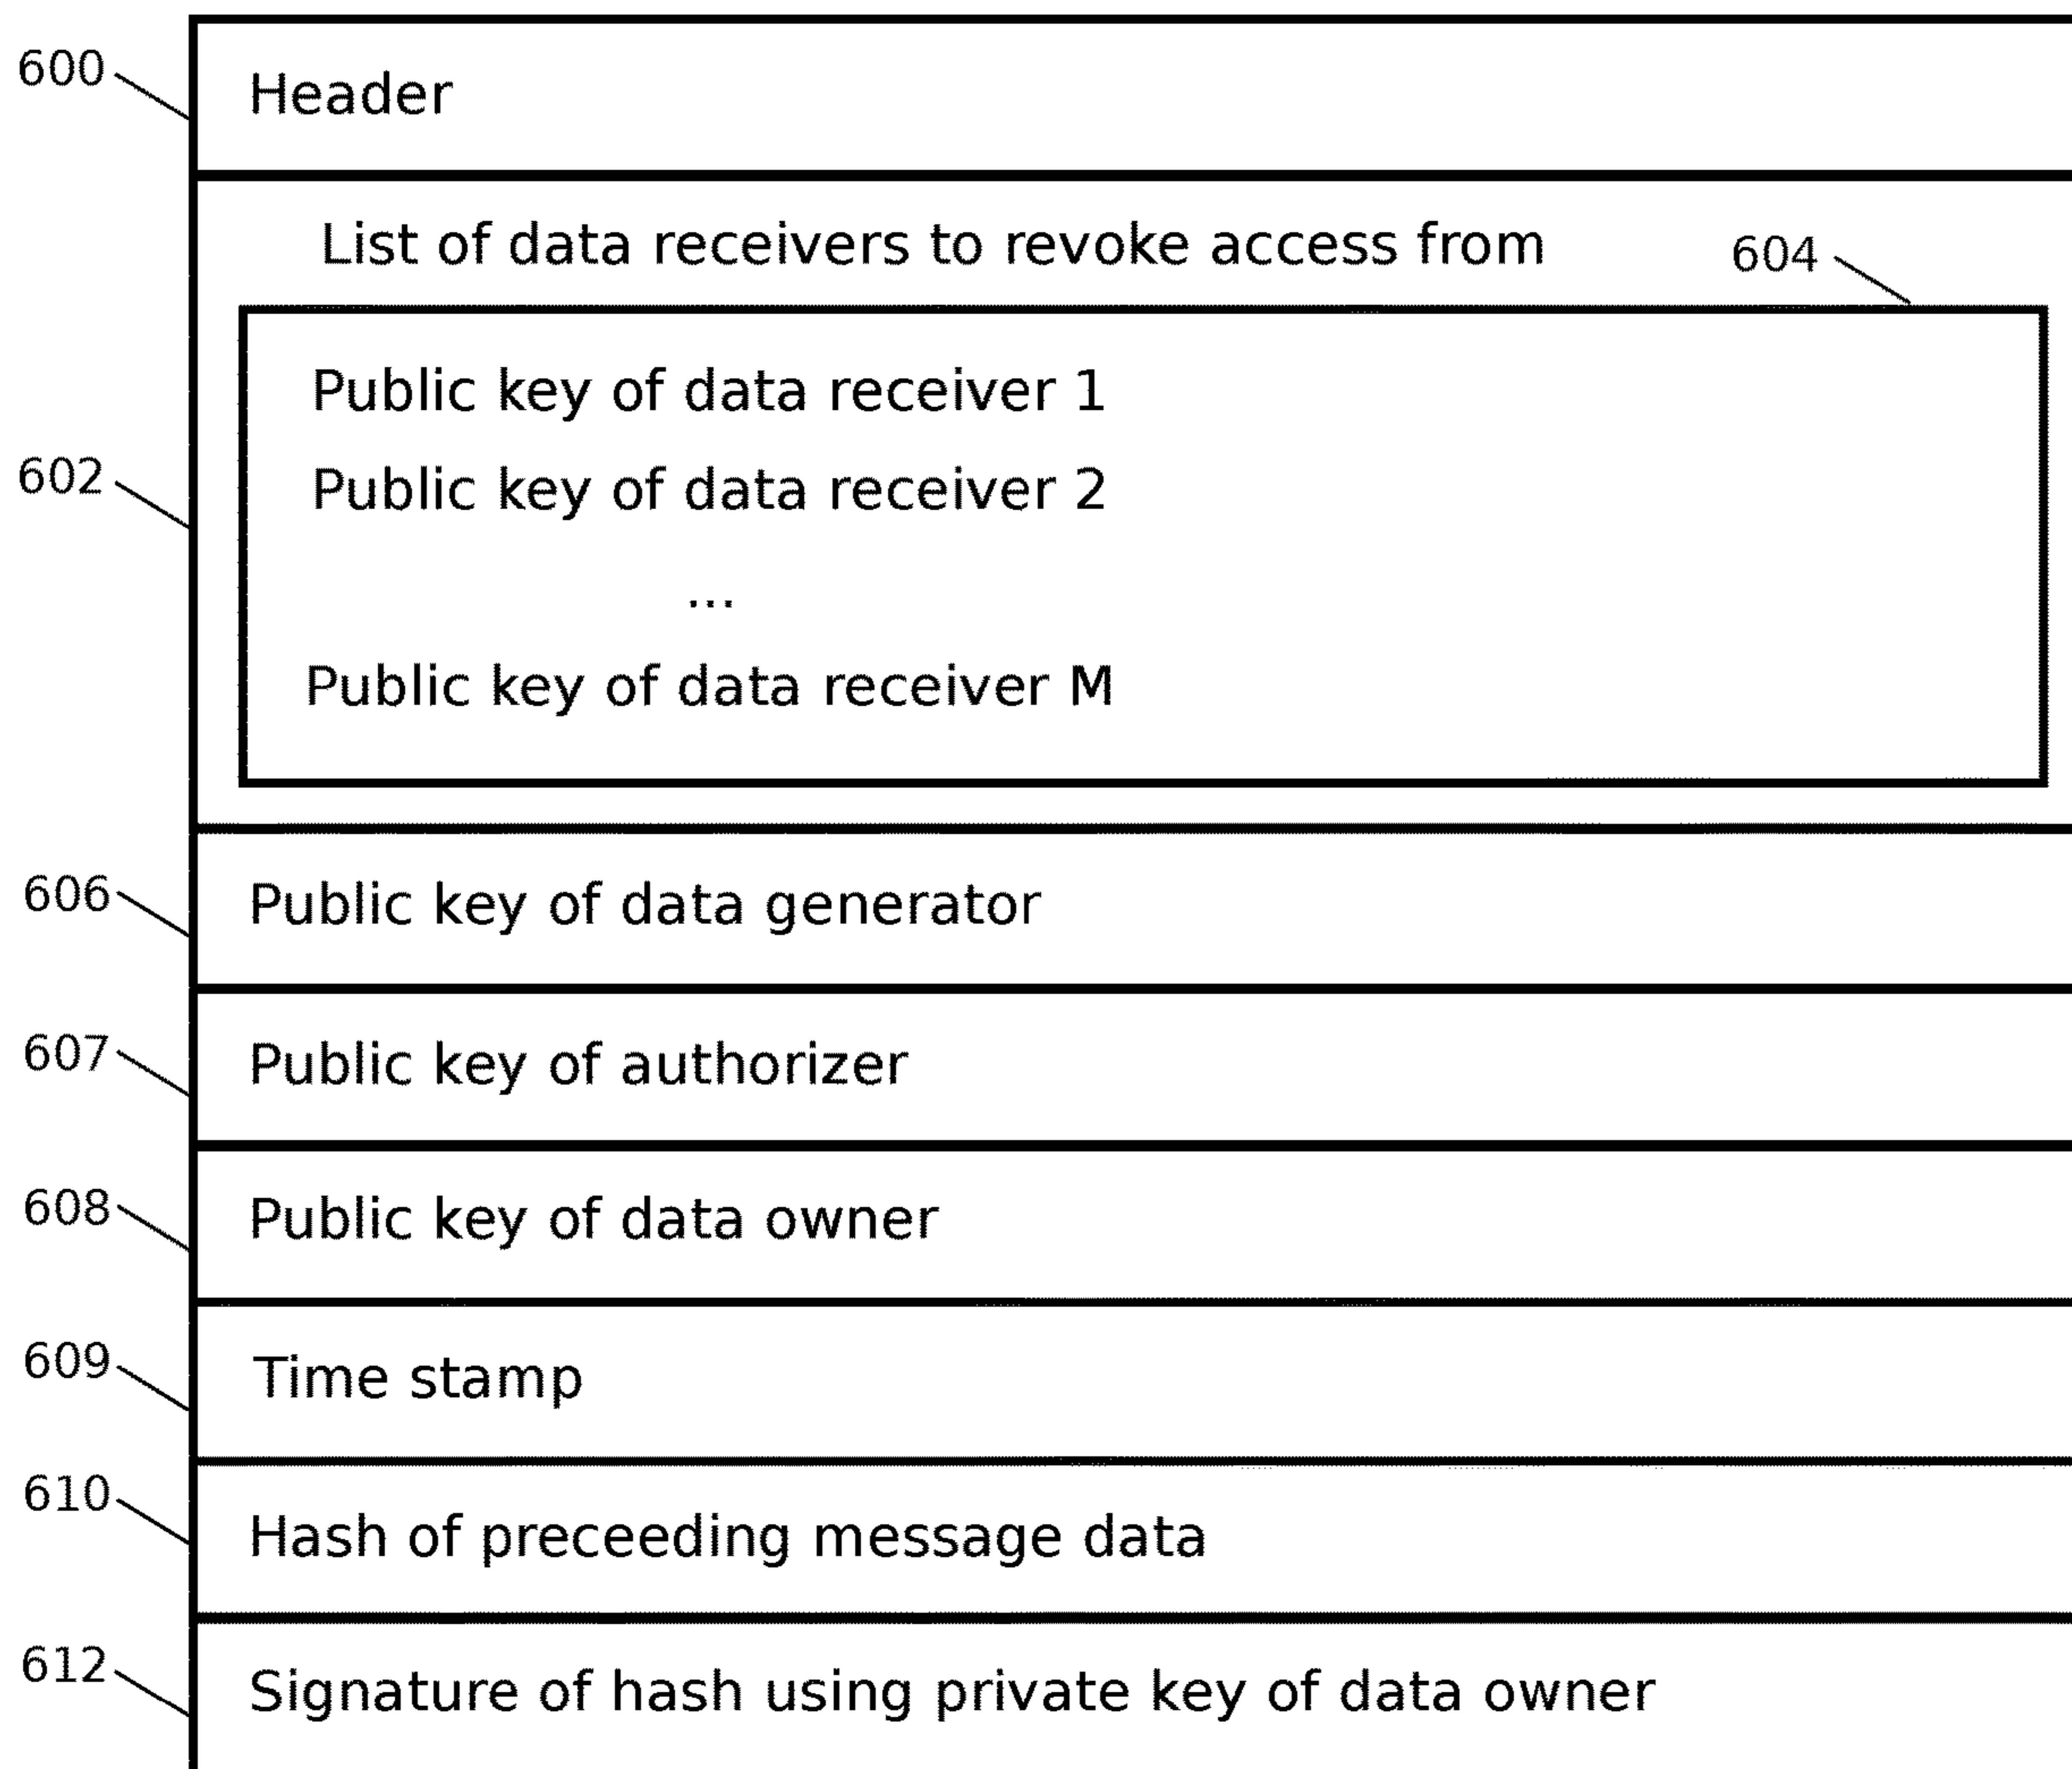 600
Header
List of data receivers to revoke access from
604
Public key of data receiver 1
602
Public key of data receiver 2
...
Public key of data receiver M
606
Public key of data generator
607
Public key of authorizer
608
Public key of data owner
609
Time stamp
610
Hash of preceeding message data
612
Signature of hash using private key of data owner